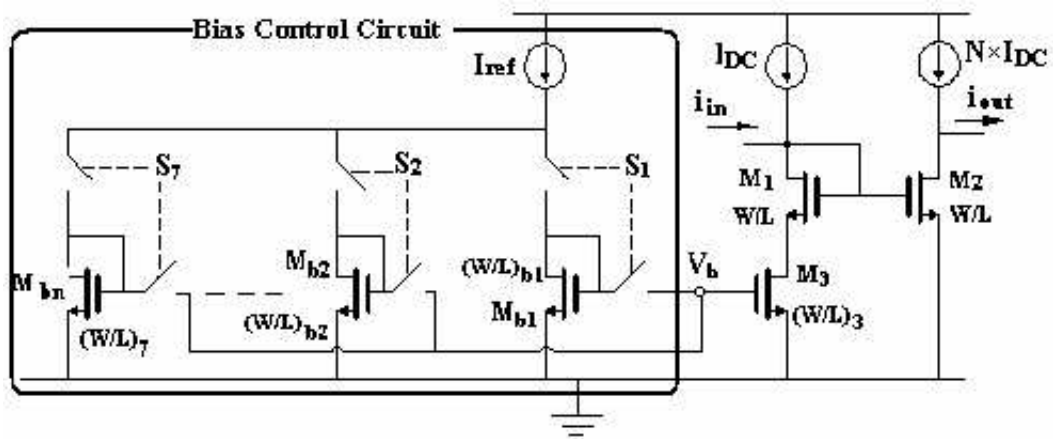 Bias Control Circuit
Iref
IDC
N×IDC
iin
iout
S7
S2
S1
M1
M2
W/L
W/L
Mbn
Mb2
(W/L)b1
Mb1
Vb
M3
(W/L)7
(W/L)b2
(W/L)3